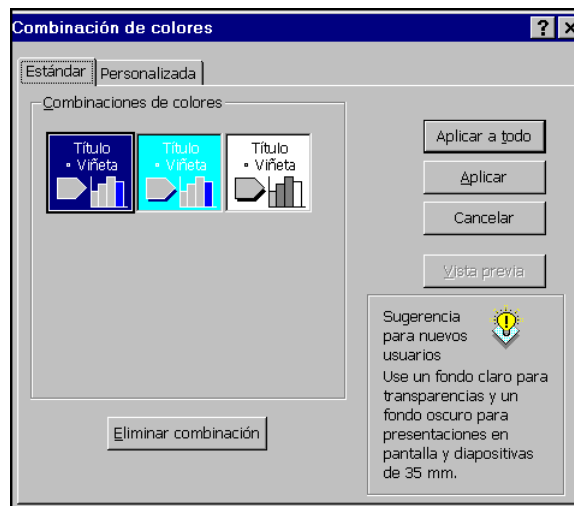 Combinación de colores
Estándar
Personalizada
Combinaciones de colores
Título
• Viñeta
Título
• Viñeta
Título
• Viñeta
Aplicar a todo
Aplicar
Cancelar
Vista previa
Sugerencia
para nuevos
usuarios
Use un fondo claro para
transparencias y un
fondo oscuro para
presentaciones en
pantalla y diapositivas
de 35 mm.
Eliminar combinación